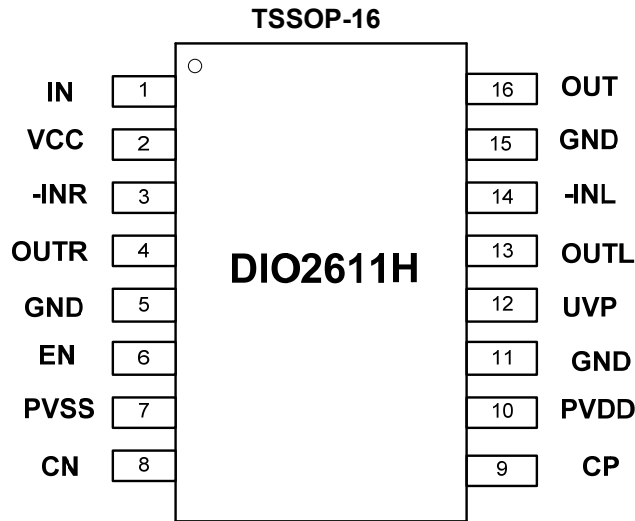 TSSOP-16
IN 1 16 OUT
VCC 2 15 GND
-INR 3 14 -INL
OUTR 4 13 OUTL
DIO2611H
GND 5 12 UVP
EN 6 11 GND
PVSS 7 10 PVDD
CN 8 9 CP